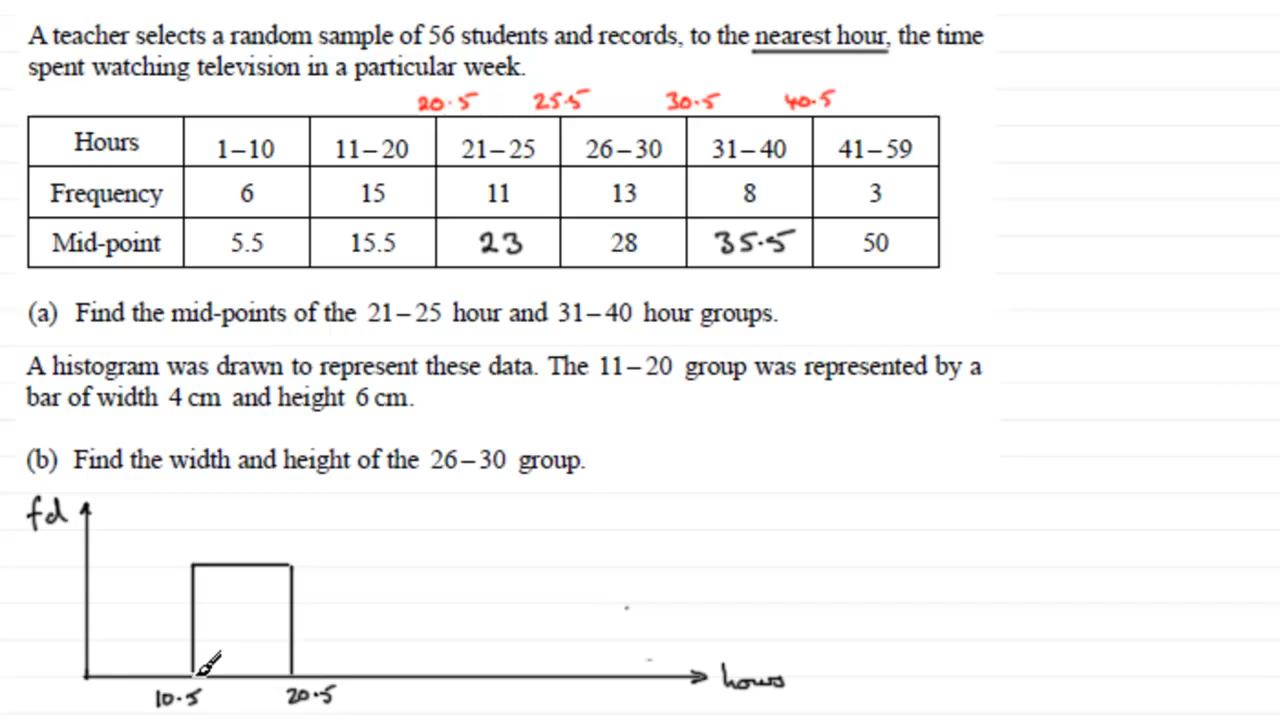 A teacher selects a random sample of 56 students and records, to the nearest hour, the time
spent watching television in a particular week.
20.5 25.5 30.5 40.5
Hours 1–10 11–20 21–25 26–30 31–40 41–59
Frequency 6 15 11 13 8 3
Mid-point 5.5 15.5 23 28 35.5 50
(a) Find the mid-points of the 21–25 hour and 31–40 hour groups.
A histogram was drawn to represent these data. The 11–20 group was represented by a
bar of width 4 cm and height 6 cm.
(b) Find the width and height of the 26–30 group.
fd
hours
10.5 20.5